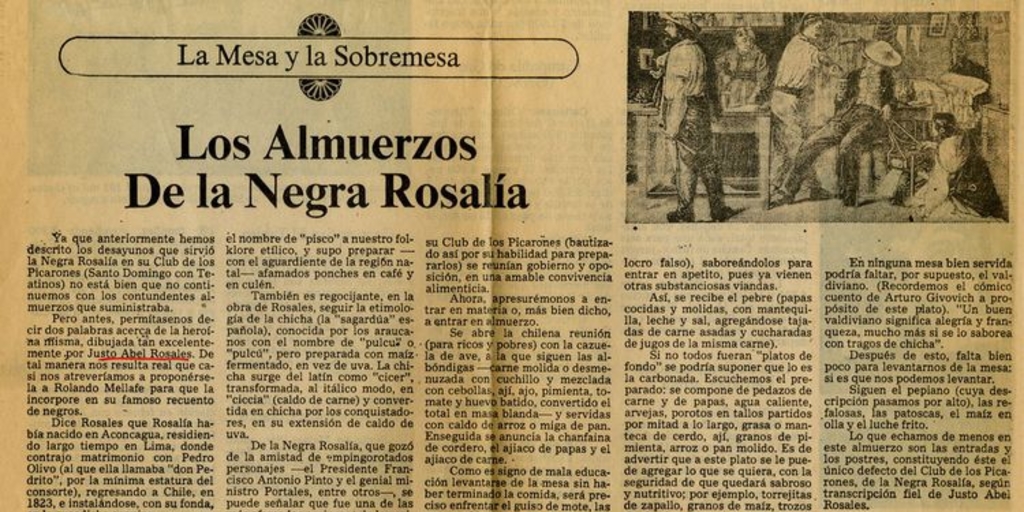 La Mesa y la Sobremesa
Los Almuerzos
De la Negra Rosalía
Ya que anteriormente hemos
descrito los desayunos que sirvió
la Negra Rosalía en su Club de los
Picarones (Santo Domingo con Te-
atinos) no está bien que no conti-
nuemos con los contundentes al-
muerzos que suministraba.
Pero antes, permítasenos de-
cir dos palabras acerca de la heroí-
na misma, dibujada tan excelente-
mente por Justo Abel Rosales. De
tal manera nos resulta real que ca-
si nos atreveríamos a proponérse-
la a Rolando Mellafe para que la
incorpore en su famoso recuento
de negros.
Dice Rosales que Rosalía ha-
bía nacido en Aconcagua, residien-
do largo tiempo en Lima, donde
contrajo matrimonio con Pedro
Olivo (al que ella llamaba "don Pe-
drito", por la mínima estatura del
consorte), regresando a Chile, en
1823, e instalándose, con su fonda,
el nombre de "pisco" a nuestro fol-
klore etílico, y supo preparar —
con el aguardiente de la región na-
tal— afamados ponches en café y
en culén.
También es regocijante, en la
obra de Rosales, seguir la etimolo-
gía de la chicha (la "sagardúa" es-
pañola), conocida por los arauca-
nos con el nombre de "pulcu" o
"pulcú", pero preparada con maíz
fermentado, en vez de uva. La chi-
cha surge del latín como "cicer",
transformada, al itálico modo, en
"ciccia" (caldo de carne) y conver-
tida en chicha por los conquistado-
res, en su extensión de caldo de
uva.
De la Negra Rosalía, que gozó
de la amistad de empingorotados
personajes —el Presidente Fran-
cisco Antonio Pinto y el genial mi-
nistro Portales, entre otros—, se
puede señalar que fue una de las
su Club de los Picarones (bautiza-
do así por su habilidad para prepa-
rarlos) se reunían gobierno y opo-
sición, en una amable convivencia
alimenticia.
Ahora, apresurémonos a en-
trar en materia o, más bien dicho,
a entrar en almuerzo.
Se abre la chilena reunión
(para ricos y pobres) con la cazue-
la de ave, a la que siguen las al-
bóndigas —carne molida o desme-
nuzada con cuchillo y mezclada
con cebollas, ají, ajo, pimienta, to-
mate y huevo batido, convertido el
total en masa blanda— y servidas
con caldo de arroz o miga de pan.
Enseguida se anuncia la chanfaina
de cordero, el ajiaco de papas y el
ajiaco de carne.
Como es signo de mala educa-
ción levantarse de la mesa sin ha-
ber terminado la comida, será pre-
ciso enfrentar el guiso de mote, las
locro falso), saboreándolos para
entrar en apetito, pues ya vienen
otras substanciosas viandas.
Así, se recibe el pebre (papas
cocidas y molidas, con mantequi-
lla, leche y sal, agregándose taja-
das de carne asadas y cucharadas
de jugos de la misma carne).
Si no todos fueran "platos de
fondo" se podría suponer que lo es
la carbonada. Escuchemos el pre-
parado: se compone de pedazos de
carne y de papas, agua caliente,
arvejas, porotos en tallos partidos
por mitad a lo largo, grasa o man-
teca de cerdo, ají, granos de pi-
mienta, arroz o pan molido. Es de
advertir que a este plato se le pue-
de agregar lo que se quiera, con la
seguridad de que quedará sabroso
y nutritivo; por ejemplo, torrejitas
de zapallo, granos de maíz, trozos
En ninguna mesa bien servida
podría faltar, por supuesto, el val-
diviano. (Recordemos el cómico
cuento de Arturo Givovich a pro-
pósito de este plato). "Un buen
valdiviano significa alegría y fran-
queza, mucho más si se lo saborea
con tragos de chicha".
Después de esto, falta bien
poco para levantarnos de la mesa:
si es que nos podemos levantar.
Siguen el pepiano (cuya des-
cripción pasamos por alto), las re-
falosas, las patoscas, el maíz en
olla y el luche frito.
Lo que echamos de menos en
este almuerzo son las entradas y
los postres, constituyendo éste el
único defecto del Club de los Pica-
rones, de la Negra Rosalía, según
transcripción fiel de Justo Abel
Rosales.